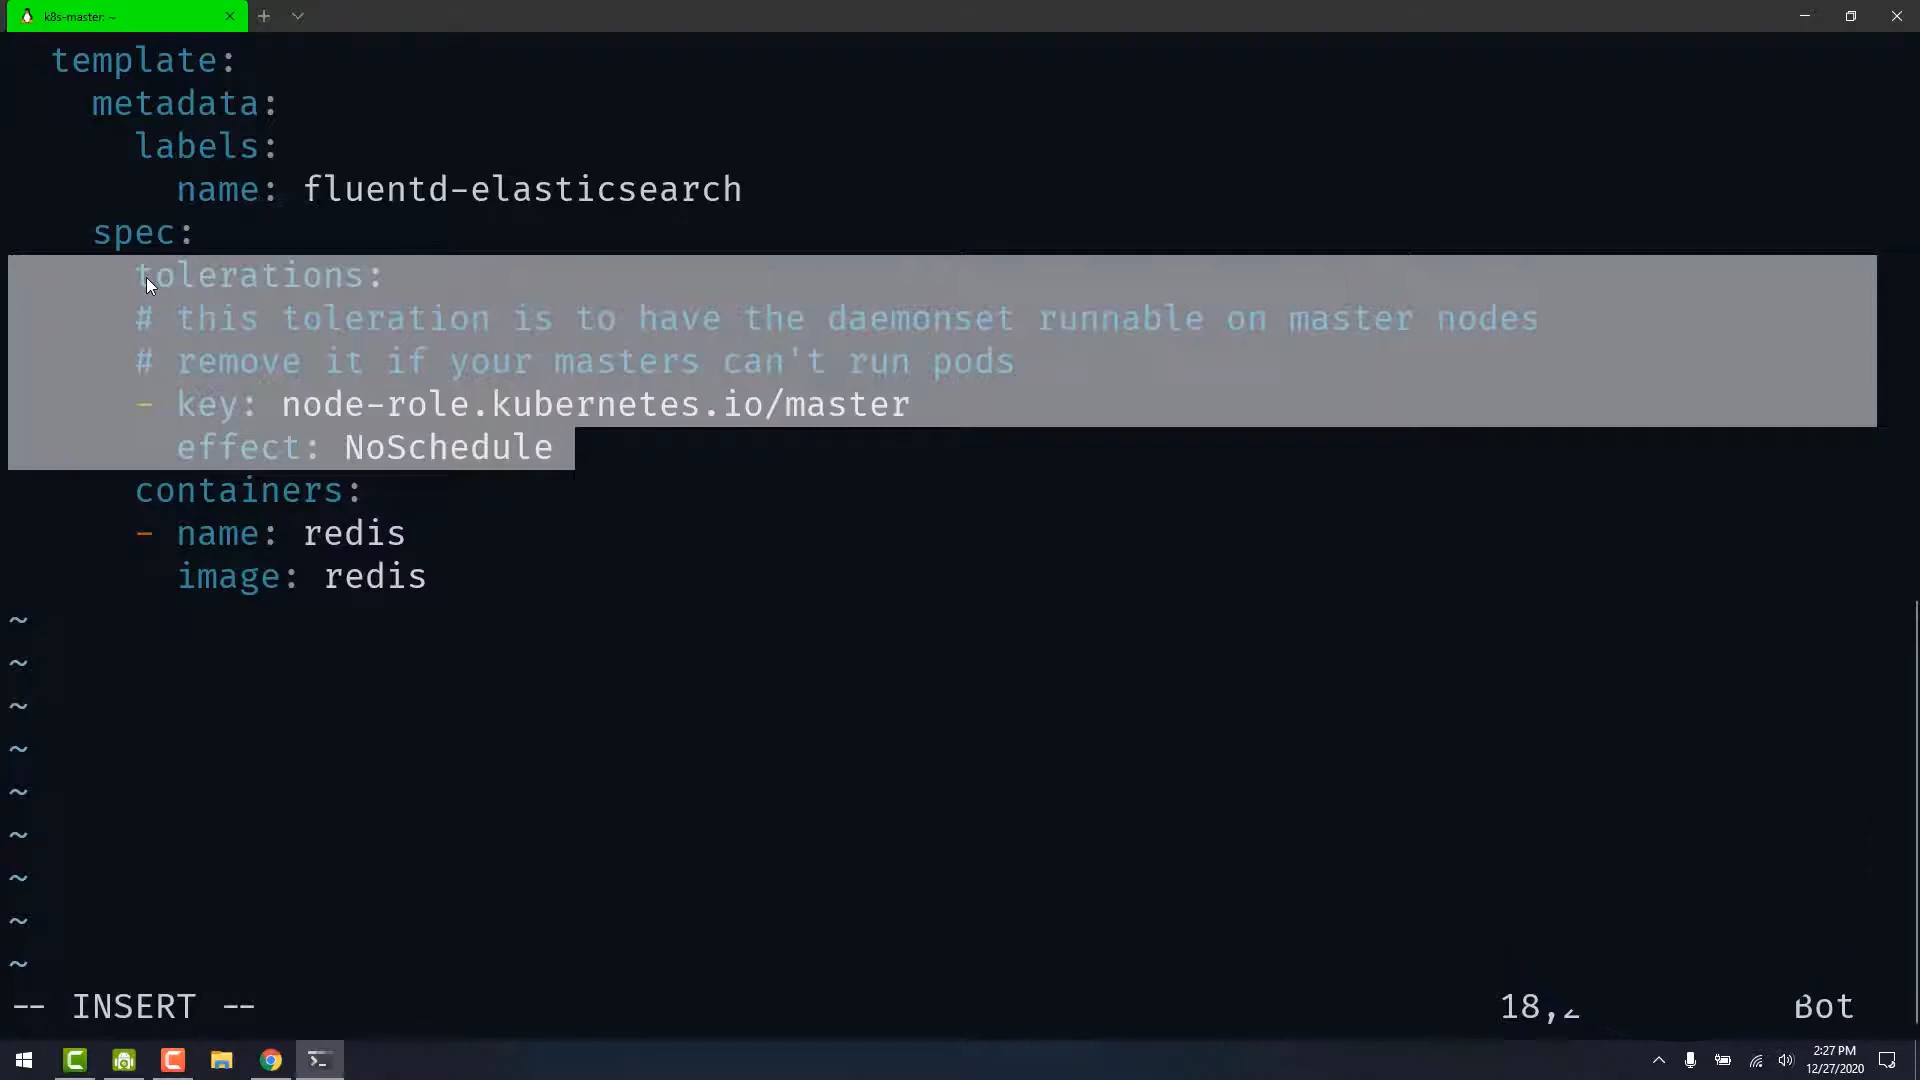 k8s-master: ~
template:
metadata:
labels:
name: fluentd-elasticsearch
spec:
tolerations:
# this toleration is to have the daemonset runnable on master nodes
# remove it if your masters can't run pods
- key: node-role.kubernetes.io/master
effect: NoSchedule
containers:
- name: redis
image: redis
~
~
~
~
~
~
~
~
~
-- INSERT --
18,2
Bot
2:27 PM
12/27/2020